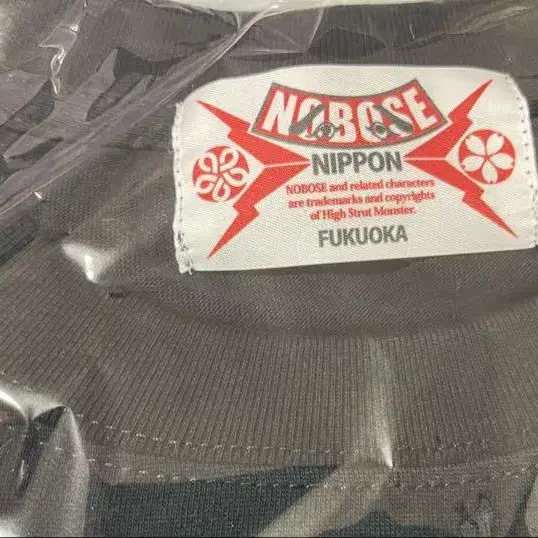 NOBOSE
NIPPON
NOBOSE and related characters
are trademarks and copyrights
of High Strut Monster.
FUKUOKA